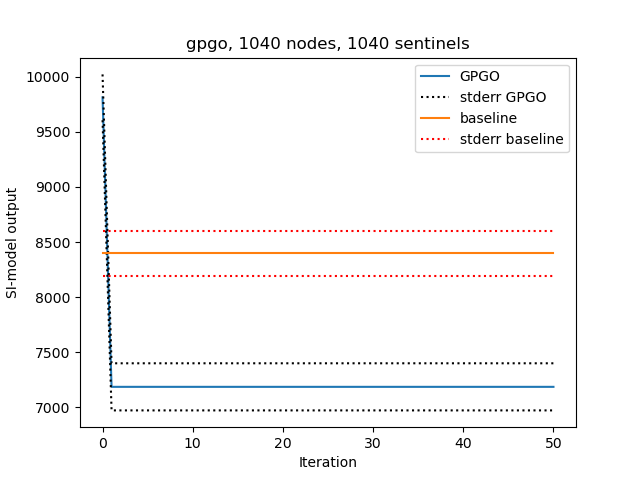 gpgo, 1040 nodes, 1040 sentinels
GPGO
stderr GPGO
baseline
stderr baseline
SI-model output
10000
9500
9000
8500
8000
7500
7000
0 10 20 30 40 50
Iteration